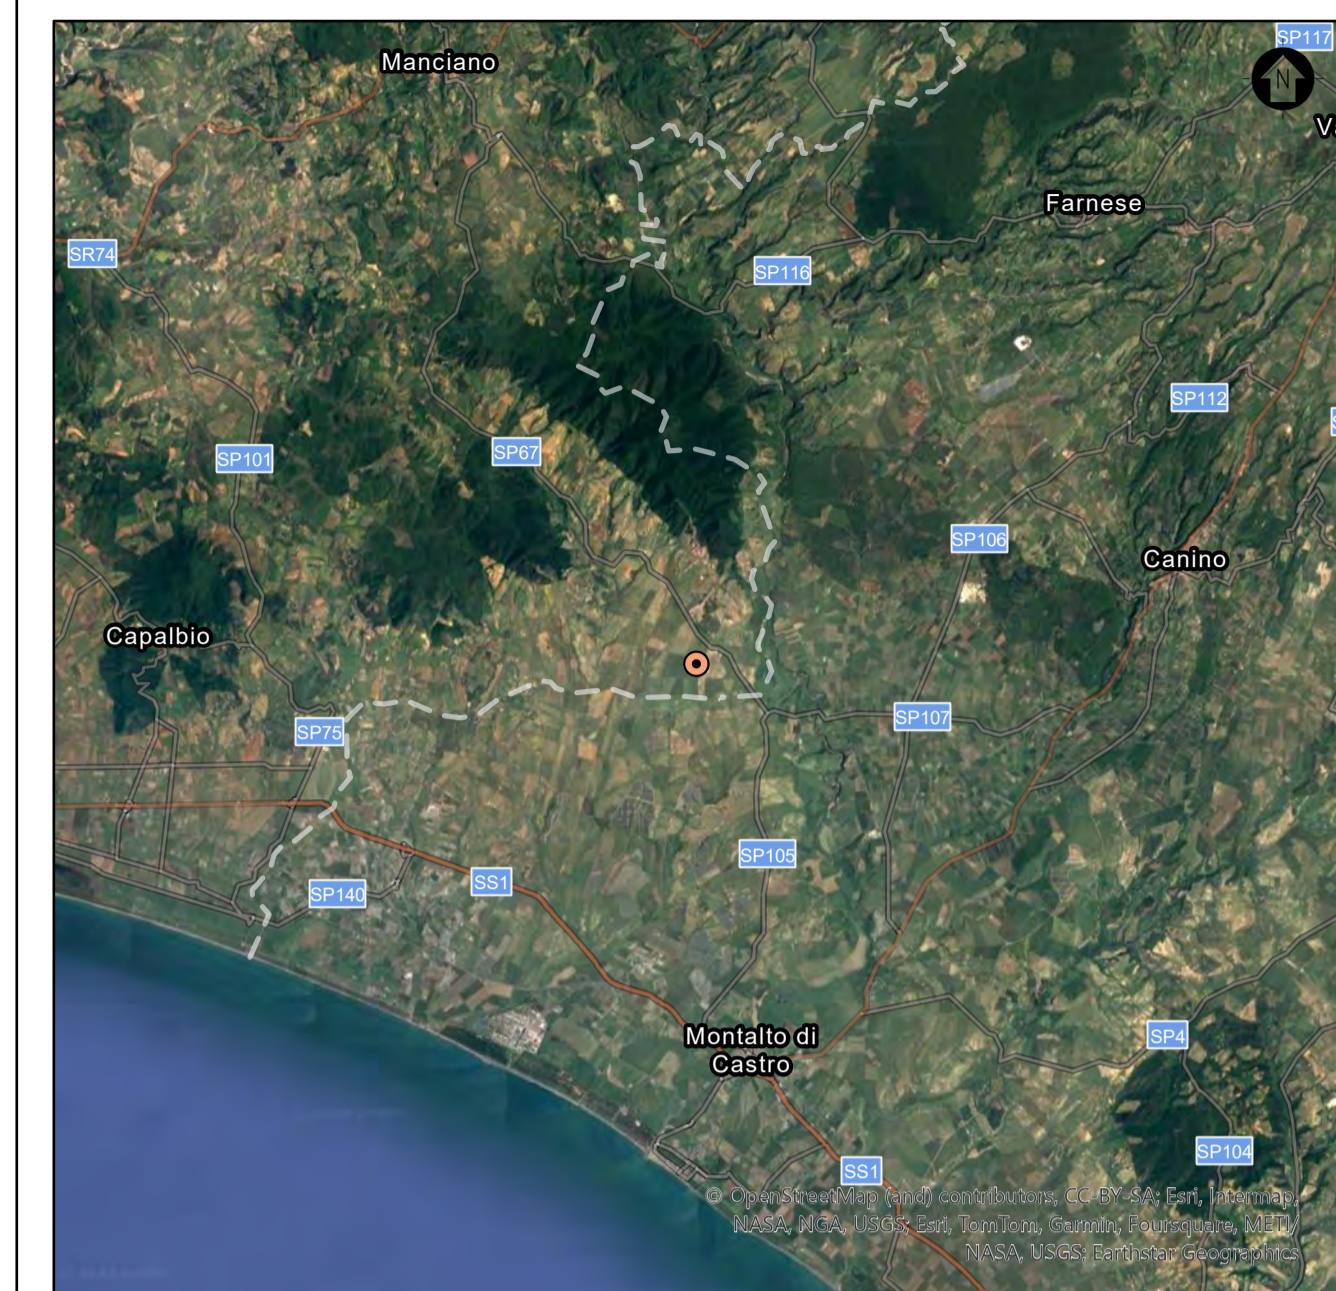 SP117
Manciano
N
V
Farnese
SR74
SP116
SP112
SP101
SP67
SP106
Canino
Capalbio
SP107
SP75
SP105
SS1
SP140
Montalto di
Castro
SP4
SP104
SS1
© OpenStreetMap (and) contributors, CC-BY-SA; Esri, Intermap,
NASA, NGA, USGS; Esri, TomTom, Garmin, Foursquare, METI/
NASA, USGS; Earthstar Geographics